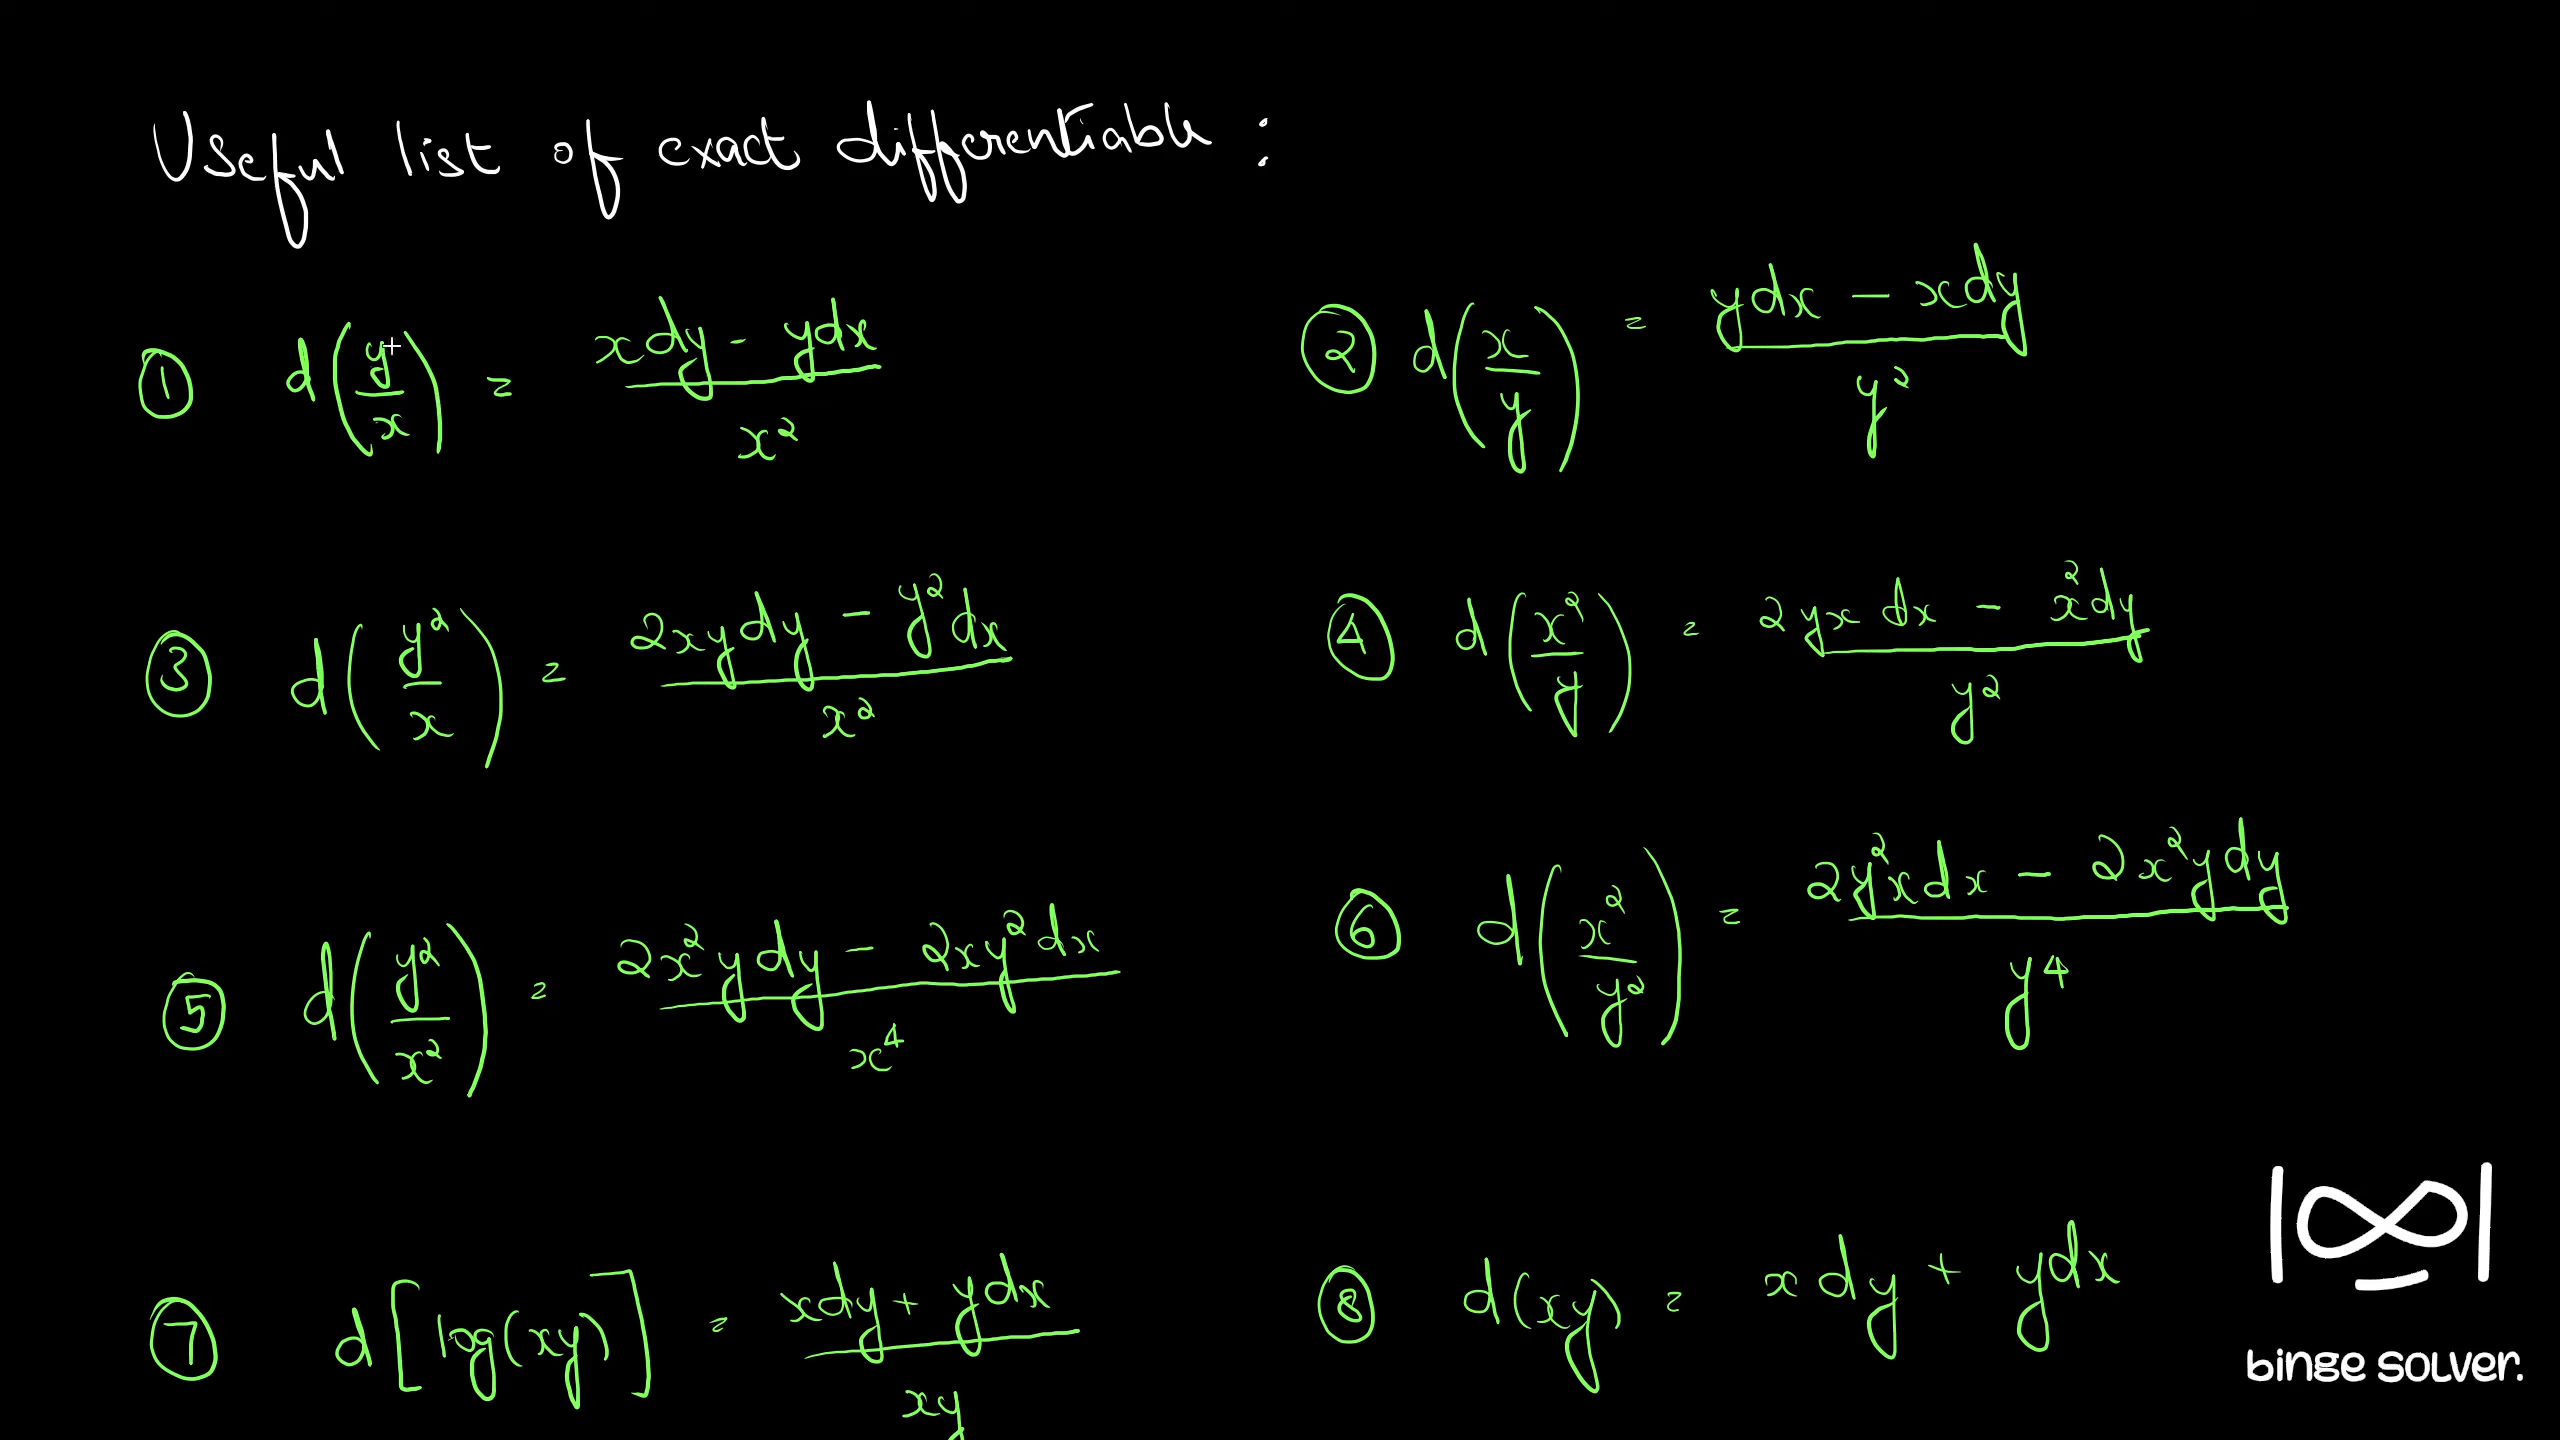 Useful list of exact differentiable :
① d(y/x) = (xdy - ydx)/x²
② d(x/y) = (ydx - xdy)/y²
③ d(y²/x) = (2xydy - y²dx)/x²
④ d(x²/y) = (2yxdx - x²dy)/y²
⑤ d(y²/x²) = (2x²ydy - 2xy²dx)/x⁴
⑥ d(x²/y²) = (2y²xdx - 2x²ydy)/y⁴
⑦ d[log(xy)] = (xdy + ydx)/xy
⑧ d(xy) = xdy + ydx
binge solver.